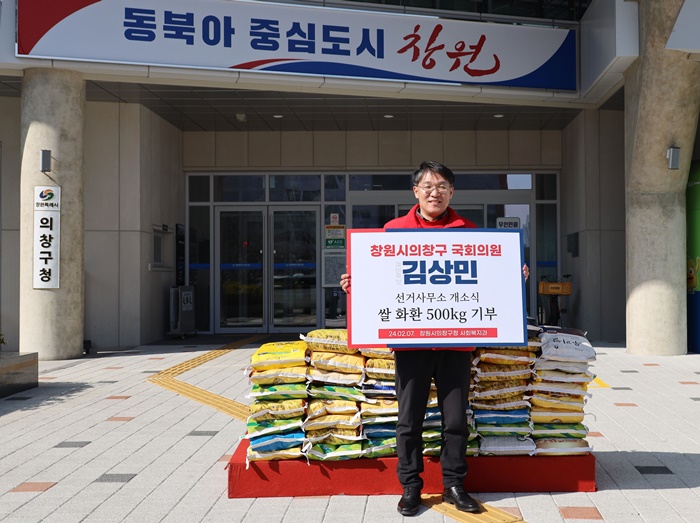 동북아 중심도시 창원
창원특례시
의창구청
창원시의창구 국회의원
김상민
선거사무소 개소식
쌀 화환 500kg 기부
24.02.07. 창원시의창구청 사회복지과